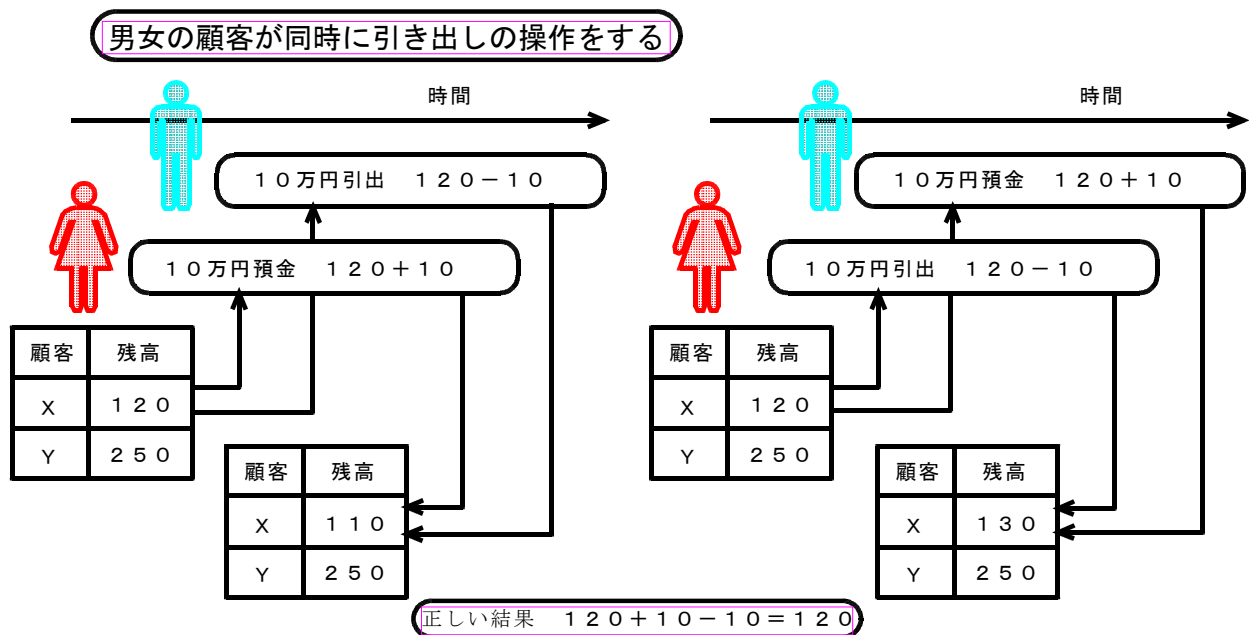 男女の顧客が同時に引き出しの操作をする
時間
１０万円引出　１２０－１０
１０万円預金　１２０＋１０
顧客　残高
X　１２０
Y　２５０
顧客　残高
X　１１０
Y　２５０
時間
１０万円預金　１２０＋１０
１０万円引出　１２０－１０
顧客　残高
X　１２０
Y　２５０
顧客　残高
X　１３０
Y　２５０
正しい結果　１２０＋１０－１０＝１２０